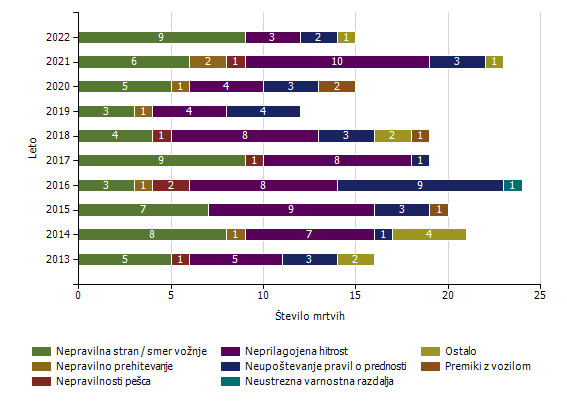 2022 9 3 2 1
2021 6 2 1 10 3 1
2020 5 1 4 3 2
2019 3 1 4 4
2018 4 1 8 3 2 1
2017 9 1 8 1
2016 3 1 2 8 9 1
2015 7 9 3 1
2014 8 1 7 1 4
2013 5 1 5 3 2
Leto
0 5 10 15 20 25
Število mrtvih
Nepravilna stran / smer vožnje Neprilagojena hitrost Ostalo
Nepravilno prehitevanje Neupoštevanje pravil o prednosti Premiki z vozilom
Nepravilnosti pešca Neustrezna varnostna razdalja